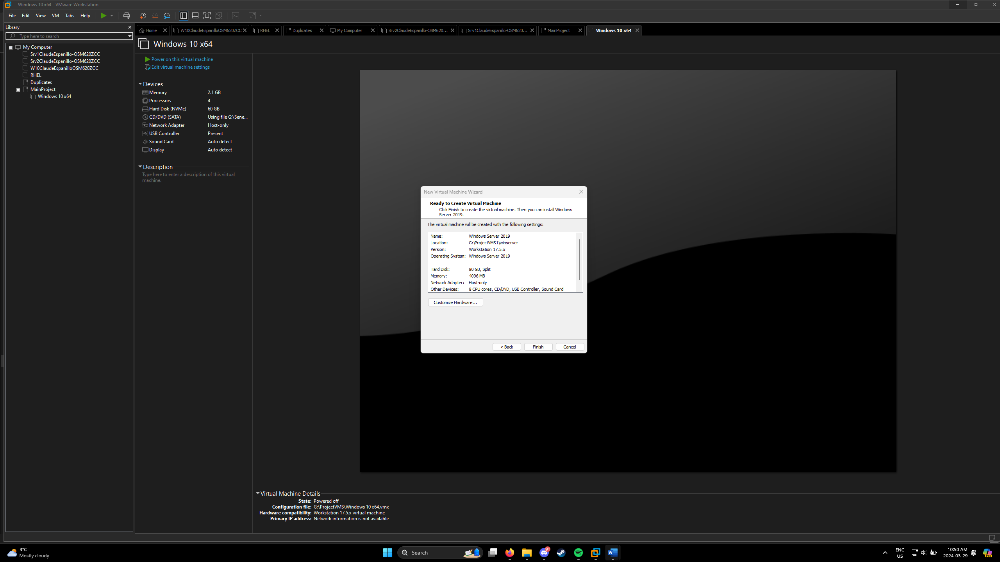 Windows 10 x64 - VMware Workstation
File Edit View VM Tabs Help
Library
Type here to search
My Computer
Srv1ClaudeEspanillo-OSM620ZCC
Srv2ClaudeEspanillo-OSM620ZCC
W10ClaudeEspanilloOSM620ZCC
RHEL
Duplicates
MainProject
Windows 10 x64
Home W10ClaudeEspanilloOSM620ZCC RHEL Duplicates My Computer Srv2ClaudeEspanillo-OSM620... Srv1ClaudeEspanillo-OSM620... MainProject Windows 10 x64
Windows 10 x64
Power on this virtual machine
Edit virtual machine settings
Devices
Memory 2.1 GB
Processors 4
Hard Disk (NVMe) 60 GB
CD/DVD (SATA) Using file G:\Sene...
Network Adapter Host-only
USB Controller Present
Sound Card Auto detect
Display Auto detect
Description
Type here to enter a description of this virtual
machine.
New Virtual Machine Wizard
Ready to Create Virtual Machine
Click Finish to create the virtual machine. Then you can install Windows
Server 2019.
The virtual machine will be created with the following settings:
Name: Windows Server 2019
Location: G:\ProjectVMS1\winserver
Version: Workstation 17.5.x
Operating System: Windows Server 2019
Hard Disk: 80 GB, Split
Memory: 4096 MB
Network Adapter: Host-only
Other Devices: 8 CPU cores, CD/DVD, USB Controller, Sound Card
Customize Hardware...
< Back Finish Cancel
Virtual Machine Details
State: Powered off
Configuration file: G:\ProjectVMS\Windows 10 x64.vmx
Hardware compatibility: Workstation 17.5.x virtual machine
Primary IP address: Network information is not available
3°C
Mostly cloudy
Search
9+
W
ENG
US
10:50 AM
2024-03-29
PRE